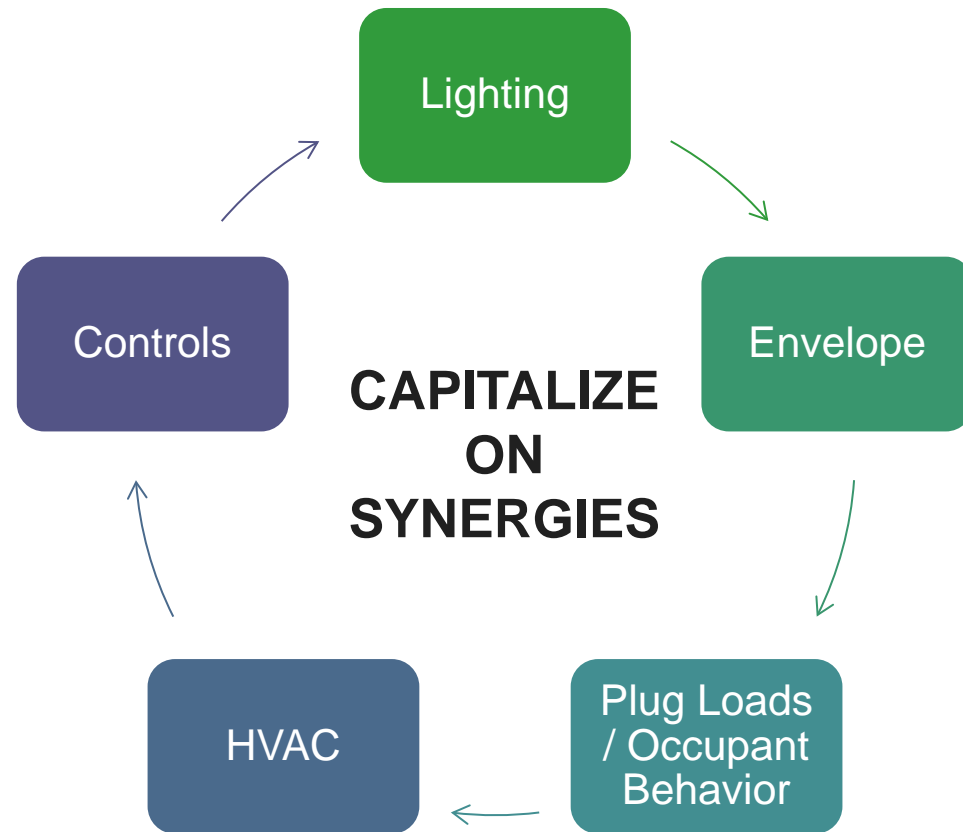 Lighting
Envelope
Plug Loads
/ Occupant
Behavior
HVAC
Controls
CAPITALIZE
ON
SYNERGIES